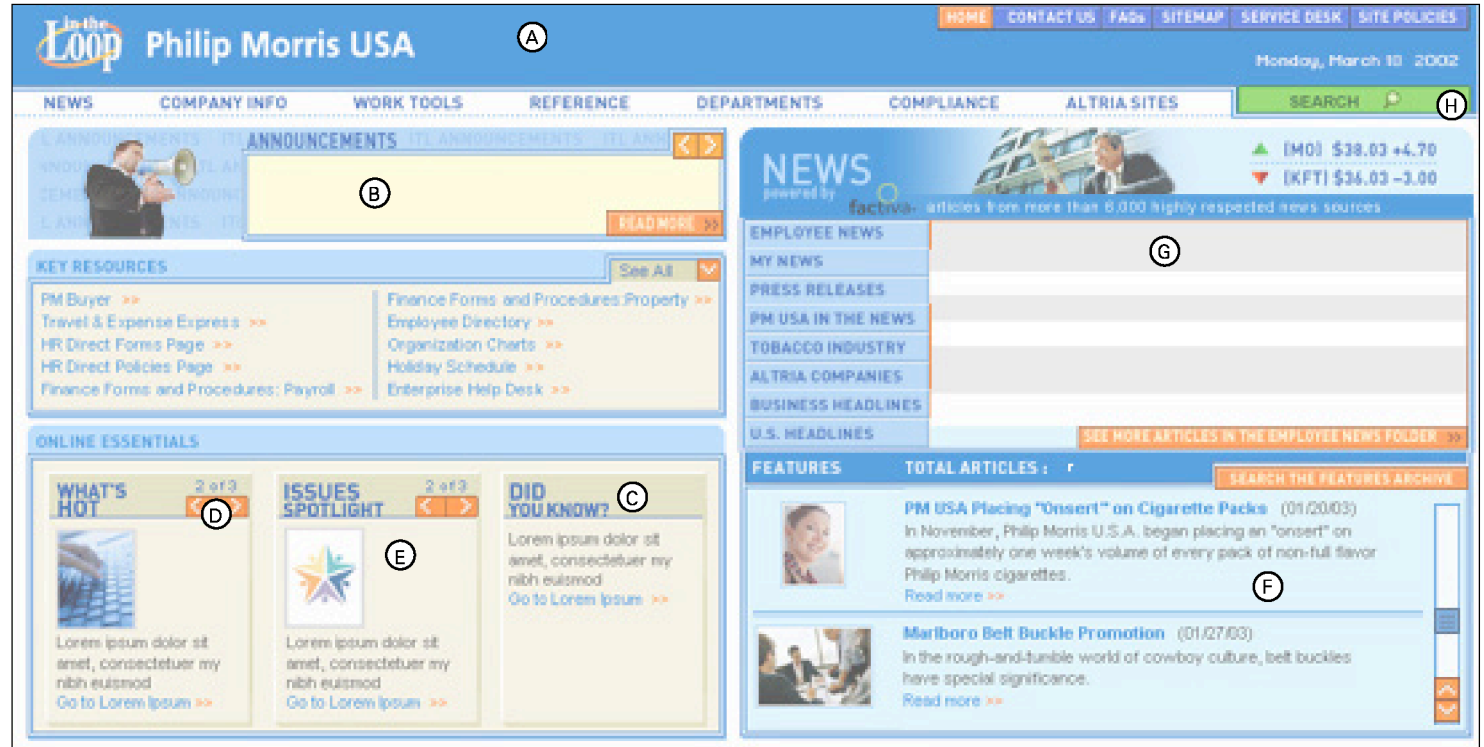 in the
Loop
Philip Morris USA
A
HOME CONTACT US FAQs SITEMAP SERVICE DESK SITE POLICIES
Monday, March 18 2002
NEWS COMPANY INFO WORK TOOLS REFERENCE DEPARTMENTS COMPLIANCE ALTRIA SITES SEARCH H
ANNOUNCEMENTS
B
READ MORE >>
KEY RESOURCES
See All
PM Buyer >>
Travel & Expense Express >>
HR Direct Forms Page >>
HR Direct Policies Page >>
Finance Forms and Procedures: Payroll >>
Finance Forms and Procedures:Property >>
Employee Directory >>
Organization Charts >>
Holiday Schedule >>
Enterprise Help Desk >>
ONLINE ESSENTIALS
WHAT'S
HOT
2 of 3
D
Lorem ipsum dolor sit
amet, consectetuer my
nibh euismod
Go to Lorem Ipsum >>
ISSUES
SPOTLIGHT
2 of 3
E
Lorem ipsum dolor sit
amet, consectetuer my
nibh euismod
Go to Lorem Ipsum >>
DID
YOU KNOW?
C
Lorem ipsum dolor sit
amet, consectetuer my
nibh euismod
Go to Lorem Ipsum >>
NEWS
powered by
factiva
articles from more than 6,000 highly respected news sources
(MO) $38.03 +4.70
(KFT) $36.03 –3.00
EMPLOYEE NEWS
MY NEWS
PRESS RELEASES
PM USA IN THE NEWS
TOBACCO INDUSTRY
ALTRIA COMPANIES
BUSINESS HEADLINES
U.S. HEADLINES
G
SEE MORE ARTICLES IN THE EMPLOYEE NEWS FOLDER >>
FEATURES TOTAL ARTICLES :
SEARCH THE FEATURES ARCHIVE
PM USA Placing "Onsert" on Cigarette Packs (01/20/03)
In November, Philip Morris U.S.A. began placing an "onsert" on
approximately one week's volume of every pack of non-full flavor
Philip Morris cigarettes.
Read more >>
F
Marlboro Belt Buckle Promotion (01/27/03)
In the rough-and-tumble world of cowboy culture, belt buckles
have special significance.
Read more >>